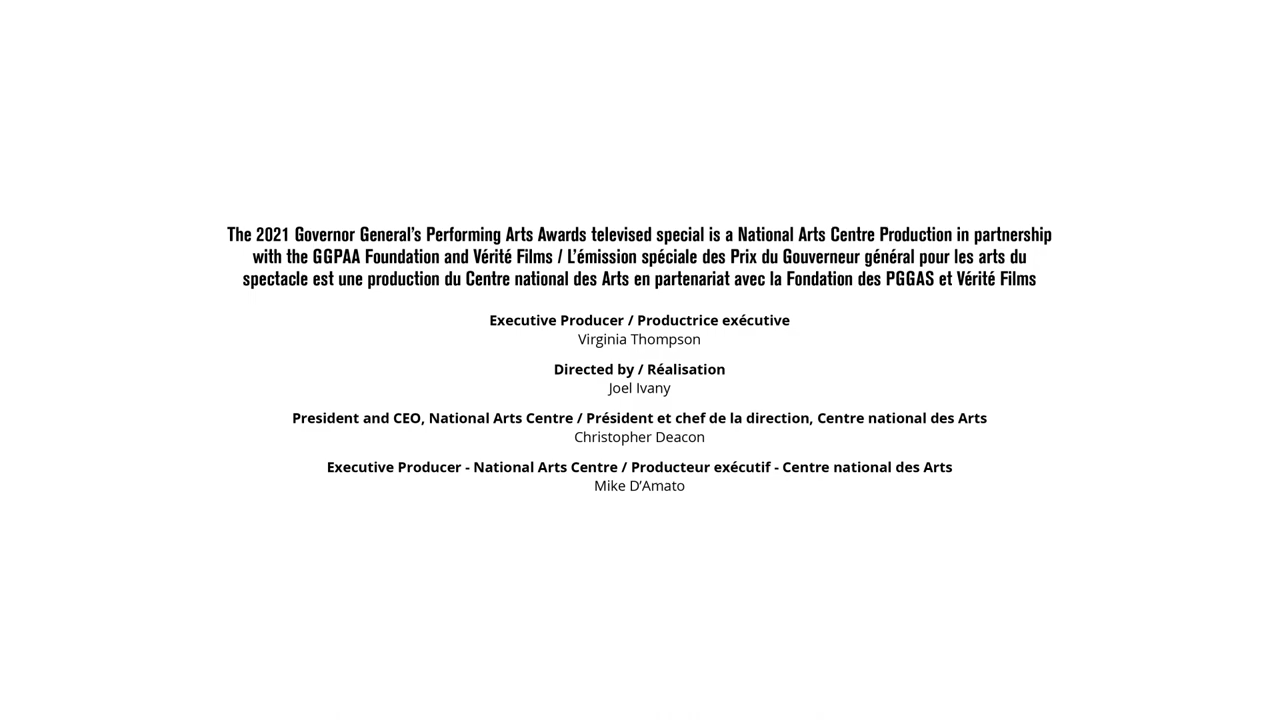 The 2021 Governor General’s Performing Arts Awards televised special is a National Arts Centre Production in partnership
with the GGPAA Foundation and Vérité Films / L’émission spéciale des Prix du Gouverneur général pour les arts du
spectacle est une production du Centre national des Arts en partenariat avec la Fondation des PGGAS et Vérité Films
Executive Producer / Productrice exécutive
Virginia Thompson
Directed by / Réalisation
Joel Ivany
President and CEO, National Arts Centre / Président et chef de la direction, Centre national des Arts
Christopher Deacon
Executive Producer - National Arts Centre / Producteur exécutif - Centre national des Arts
Mike D’Amato